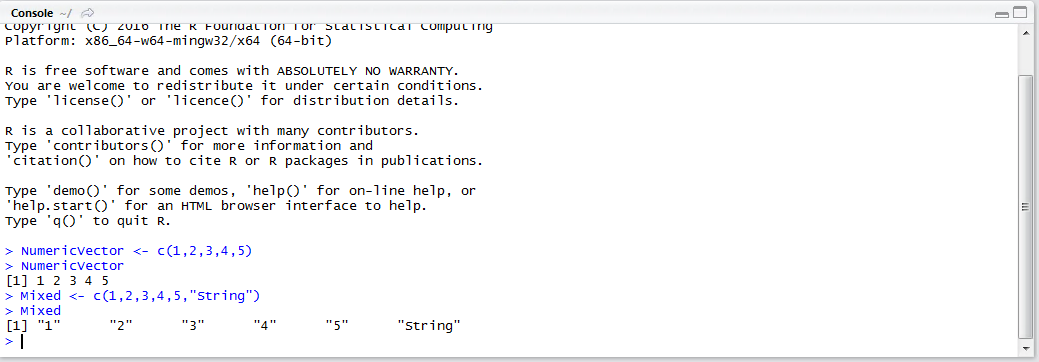 Console ~/
Copyright (C) 2016 The R Foundation for Statistical Computing
Platform: x86_64-w64-mingw32/x64 (64-bit)
R is free software and comes with ABSOLUTELY NO WARRANTY.
You are welcome to redistribute it under certain conditions.
Type 'license()' or 'licence()' for distribution details.
R is a collaborative project with many contributors.
Type 'contributors()' for more information and
'citation()' on how to cite R or R packages in publications.
Type 'demo()' for some demos, 'help()' for on-line help, or
'help.start()' for an HTML browser interface to help.
Type 'q()' to quit R.
> NumericVector <- c(1,2,3,4,5)
> NumericVector
[1] 1 2 3 4 5
> Mixed <- c(1,2,3,4,5,"String")
> Mixed
[1] "1"      "2"      "3"      "4"      "5"      "String"
>